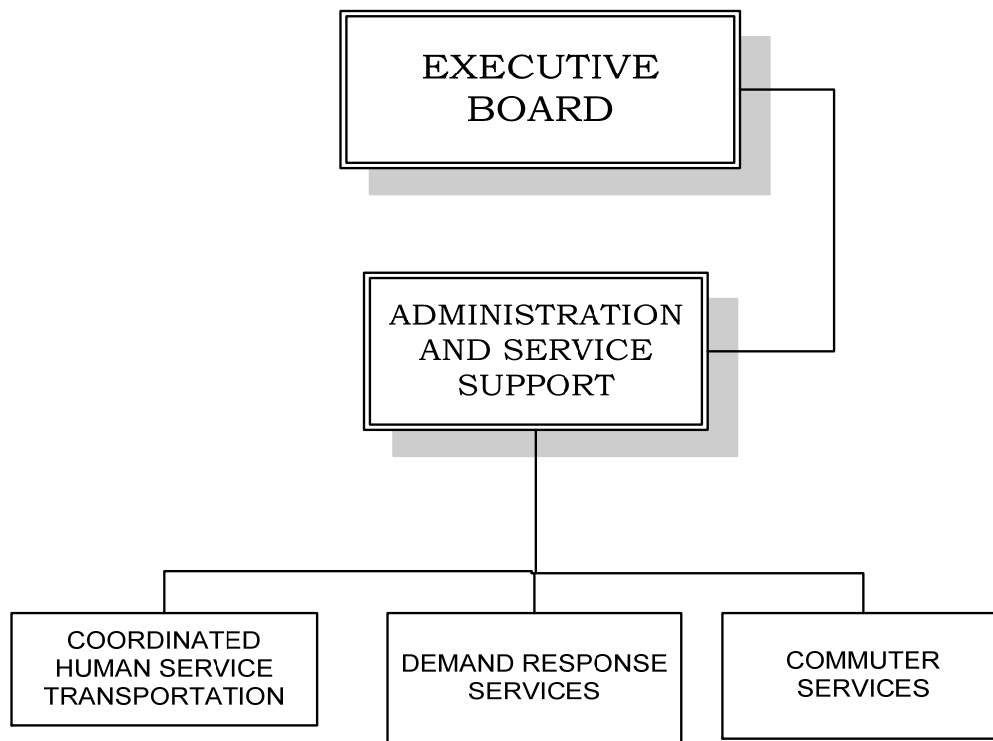 EXECUTIVE
BOARD
ADMINISTRATION
AND SERVICE
SUPPORT
COORDINATED
HUMAN SERVICE
TRANSPORTATION
DEMAND RESPONSE
SERVICES
COMMUTER
SERVICES